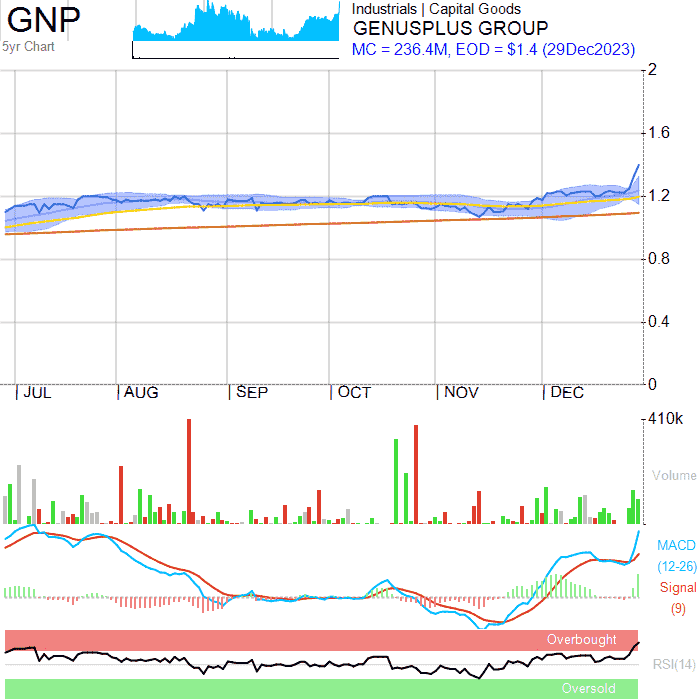 GNP
5yr Chart
Industrials | Capital Goods
GENUSPLUS GROUP
MC = 236.4M, EOD = $1.4 (29Dec2023)
2
1.6
1.2
0.8
0.4
0
JUL AUG SEP OCT NOV DEC
410k
Volume
MACD
(12-26)
Signal
(9)
Overbought
RSI(14)
Oversold